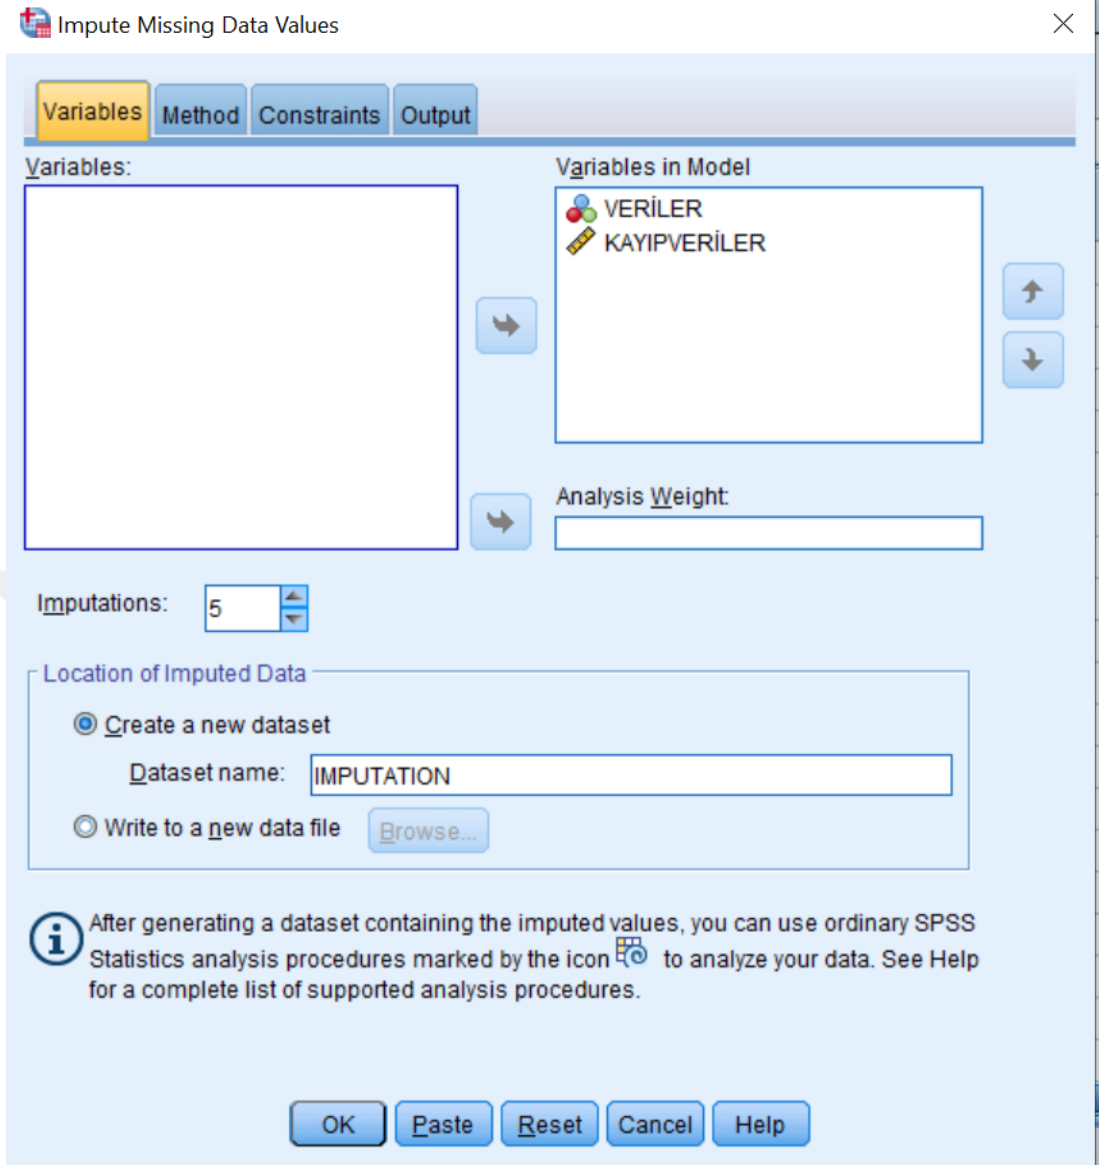 Impute Missing Data Values
Variables Method Constraints Output
Variables:
Variables in Model
VERİLER
KAYIPVERİLER
Analysis Weight:
Imputations: 5
Location of Imputed Data
Create a new dataset
Dataset name: IMPUTATION
Write to a new data file Browse...
After generating a dataset containing the imputed values, you can use ordinary SPSS
Statistics analysis procedures marked by the icon to analyze your data. See Help
for a complete list of supported analysis procedures.
OK Paste Reset Cancel Help